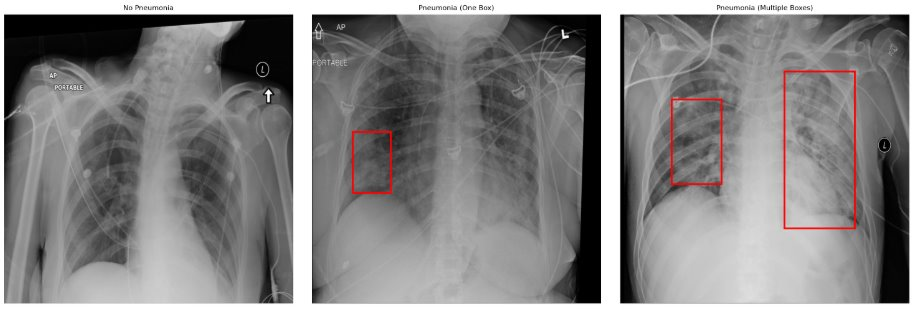 No Pneumonia
AP
PORTABLE
L
Pneumonia (One Box)
AP
PORTABLE
L
Pneumonia (Multiple Boxes)
L